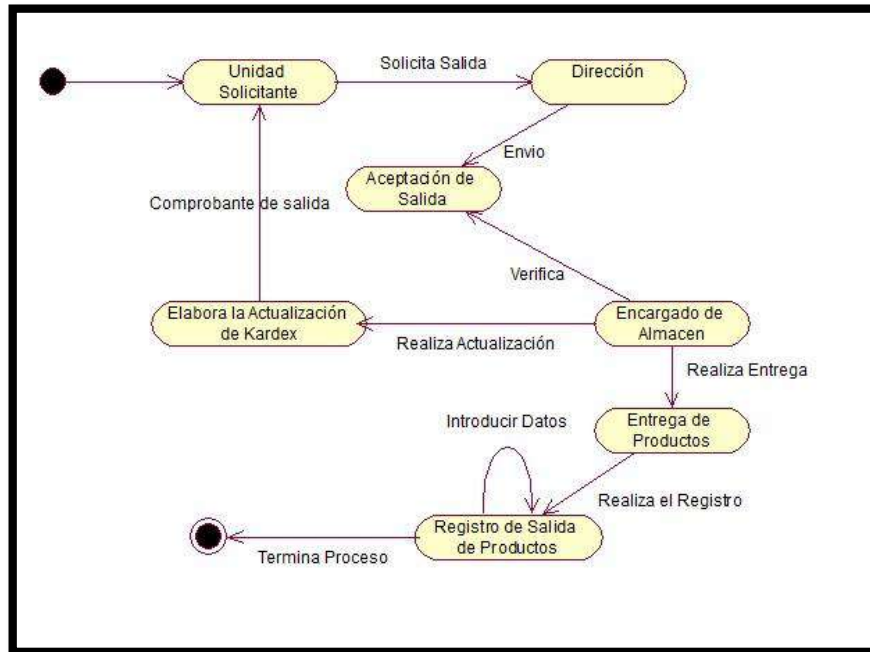 Unidad
Solicitante
Solicita Salida
Dirección
Envio
Aceptación de
Salida
Comprobante de salida
Verifica
Elabora la Actualización
de Kardex
Encargado de
Almacen
Realiza Actualización
Realiza Entrega
Introducir Datos
Entrega de
Productos
Realiza el Registro
Registro de Salida
de Productos
Termina Proceso